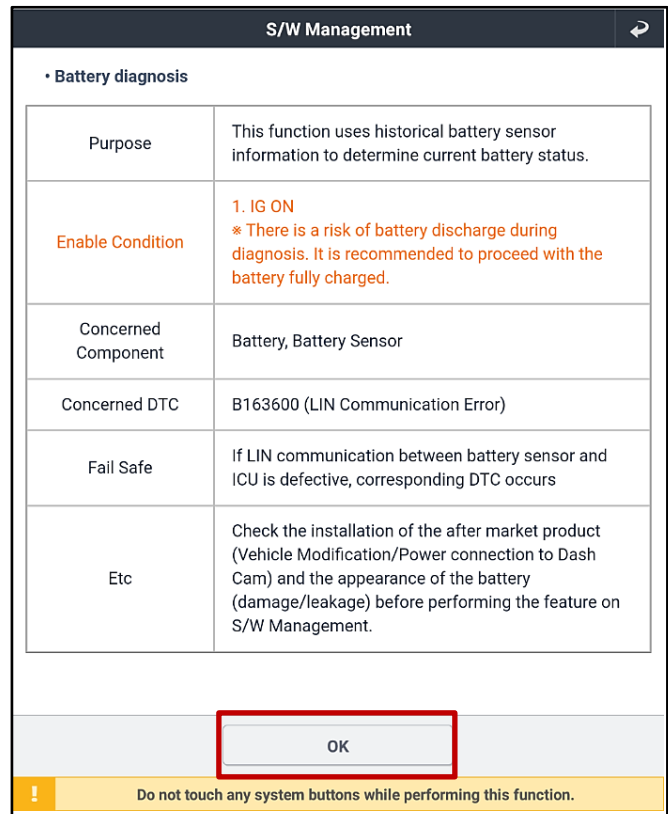 S/W Management
• Battery diagnosis
Purpose
This function uses historical battery sensor
information to determine current battery status.
Enable Condition
1. IG ON
※ There is a risk of battery discharge during
diagnosis. It is recommended to proceed with the
battery fully charged.
Concerned
Component
Battery, Battery Sensor
Concerned DTC
B163600 (LIN Communication Error)
Fail Safe
If LIN communication between battery sensor and
ICU is defective, corresponding DTC occurs
Etc
Check the installation of the after market product
(Vehicle Modification/Power connection to Dash
Cam) and the appearance of the battery
(damage/leakage) before performing the feature on
S/W Management.
OK
! Do not touch any system buttons while performing this function.